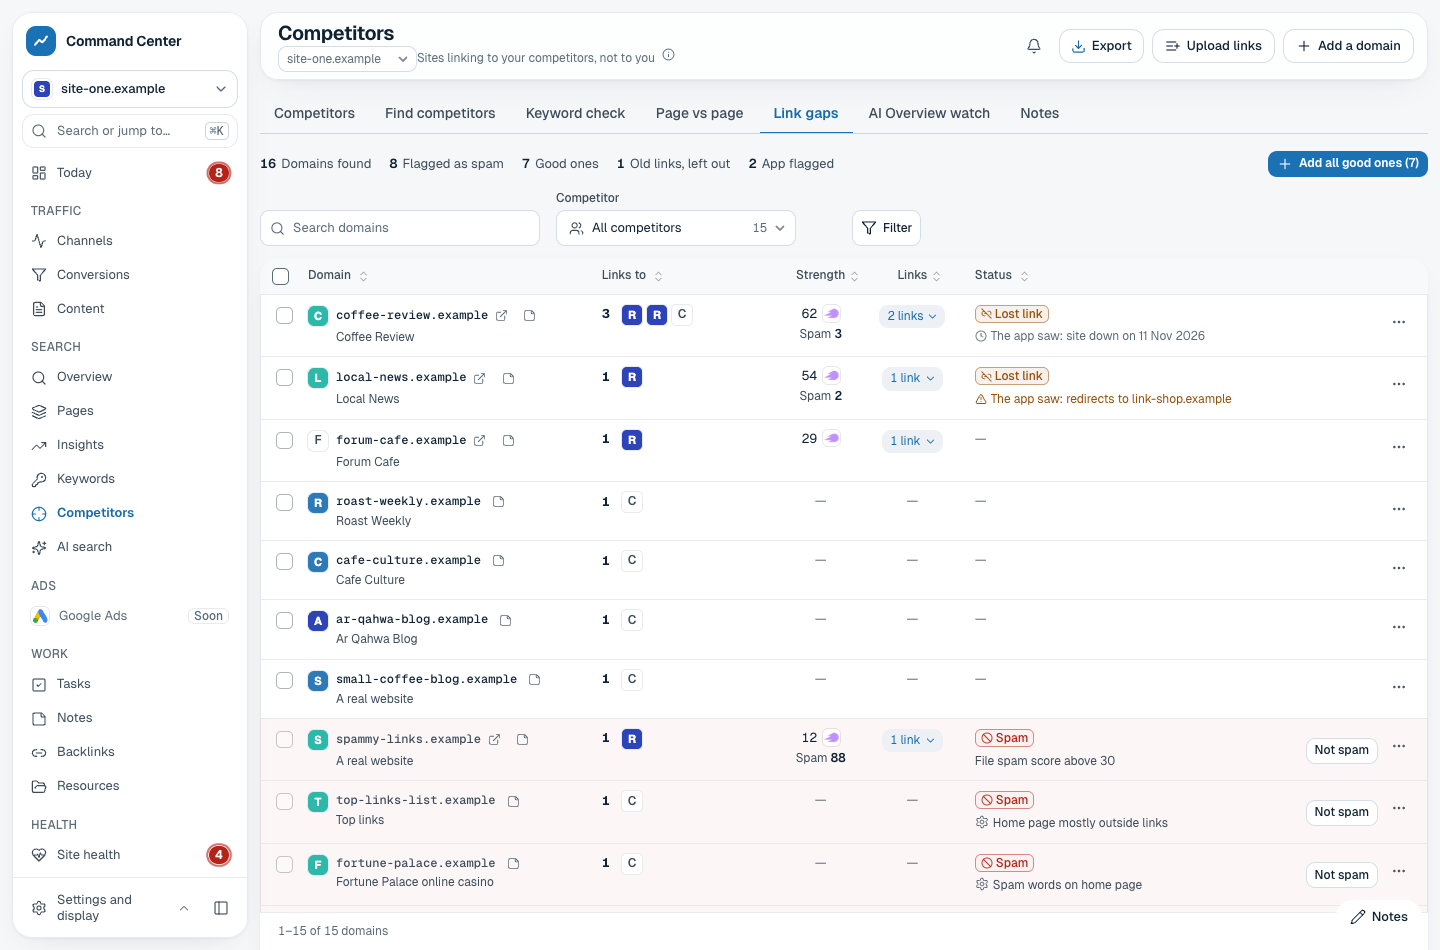 Command Center
S site-one.example
Search or jump to... ⌘K
Today 8
TRAFFIC
Channels
Conversions
Content
SEARCH
Overview
Pages
Insights
Keywords
Competitors
AI search
ADS
Google Ads Soon
WORK
Tasks
Notes
Backlinks
Resources
HEALTH
Site health 4
Settings and
display
Competitors
site-one.example Sites linking to your competitors, not to you
Export
Upload links
Add a domain
Competitors Find competitors Keyword check Page vs page Link gaps AI Overview watch Notes
16 Domains found 8 Flagged as spam 7 Good ones 1 Old links, left out 2 App flagged
Add all good ones (7)
Competitor
Search domains
All competitors 15
Filter
Domain Links to Strength Links Status
C coffee-review.example 3 R R C 62 2 links Lost link
Coffee Review Spam 3 The app saw: site down on 11 Nov 2026
L local-news.example 1 R 54 1 link Lost link
Local News Spam 2 The app saw: redirects to link-shop.example
F forum-cafe.example 1 R 29 1 link —
Forum Cafe
R roast-weekly.example 1 C — — —
Roast Weekly
C cafe-culture.example 1 C — — —
Cafe Culture
A ar-qahwa-blog.example 1 C — — —
Ar Qahwa Blog
S small-coffee-blog.example 1 C — — —
A real website
S spammy-links.example 1 R 12 1 link Spam
A real website Spam 88 File spam score above 30 Not spam
T top-links-list.example 1 C — — Spam
Top links Home page mostly outside links Not spam
F fortune-palace.example 1 C — — Spam
Fortune Palace online casino Spam words on home page Not spam
1–15 of 15 domains
Notes